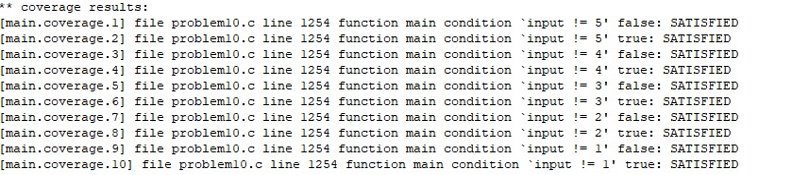 ** coverage results:
[main.coverage.1] file problem10.c line 1254 function main condition `input != 5' false: SATISFIED
[main.coverage.2] file problem10.c line 1254 function main condition `input != 5' true: SATISFIED
[main.coverage.3] file problem10.c line 1254 function main condition `input != 4' false: SATISFIED
[main.coverage.4] file problem10.c line 1254 function main condition `input != 4' true: SATISFIED
[main.coverage.5] file problem10.c line 1254 function main condition `input != 3' false: SATISFIED
[main.coverage.6] file problem10.c line 1254 function main condition `input != 3' true: SATISFIED
[main.coverage.7] file problem10.c line 1254 function main condition `input != 2' false: SATISFIED
[main.coverage.8] file problem10.c line 1254 function main condition `input != 2' true: SATISFIED
[main.coverage.9] file problem10.c line 1254 function main condition `input != 1' false: SATISFIED
[main.coverage.10] file problem10.c line 1254 function main condition `input != 1' true: SATISFIED